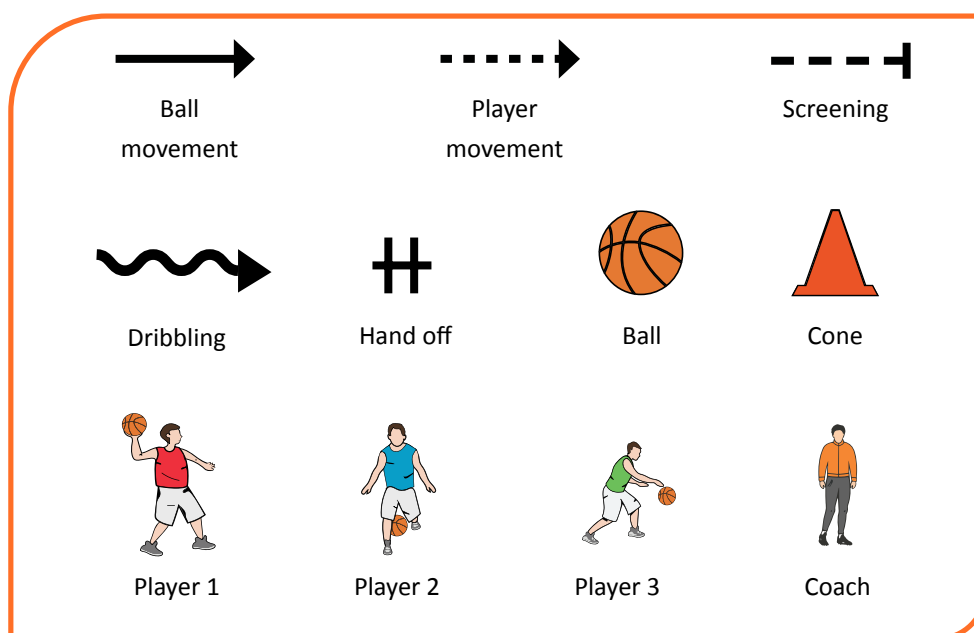 Ball
movement
Player
movement
Screening
Dribbling
Hand off
Ball
Cone
Player 1
Player 2
Player 3
Coach